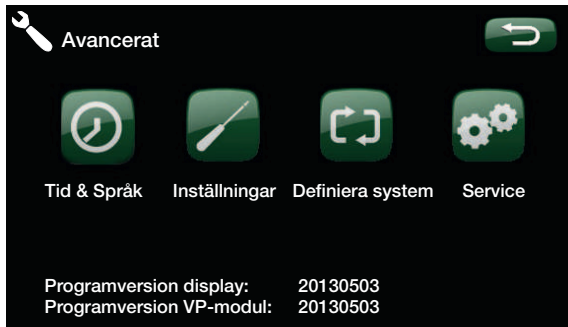 Avancerat
Tid & Språk Inställningar Definiera system Service
Programversion display: 20130503
Programversion VP-modul: 20130503